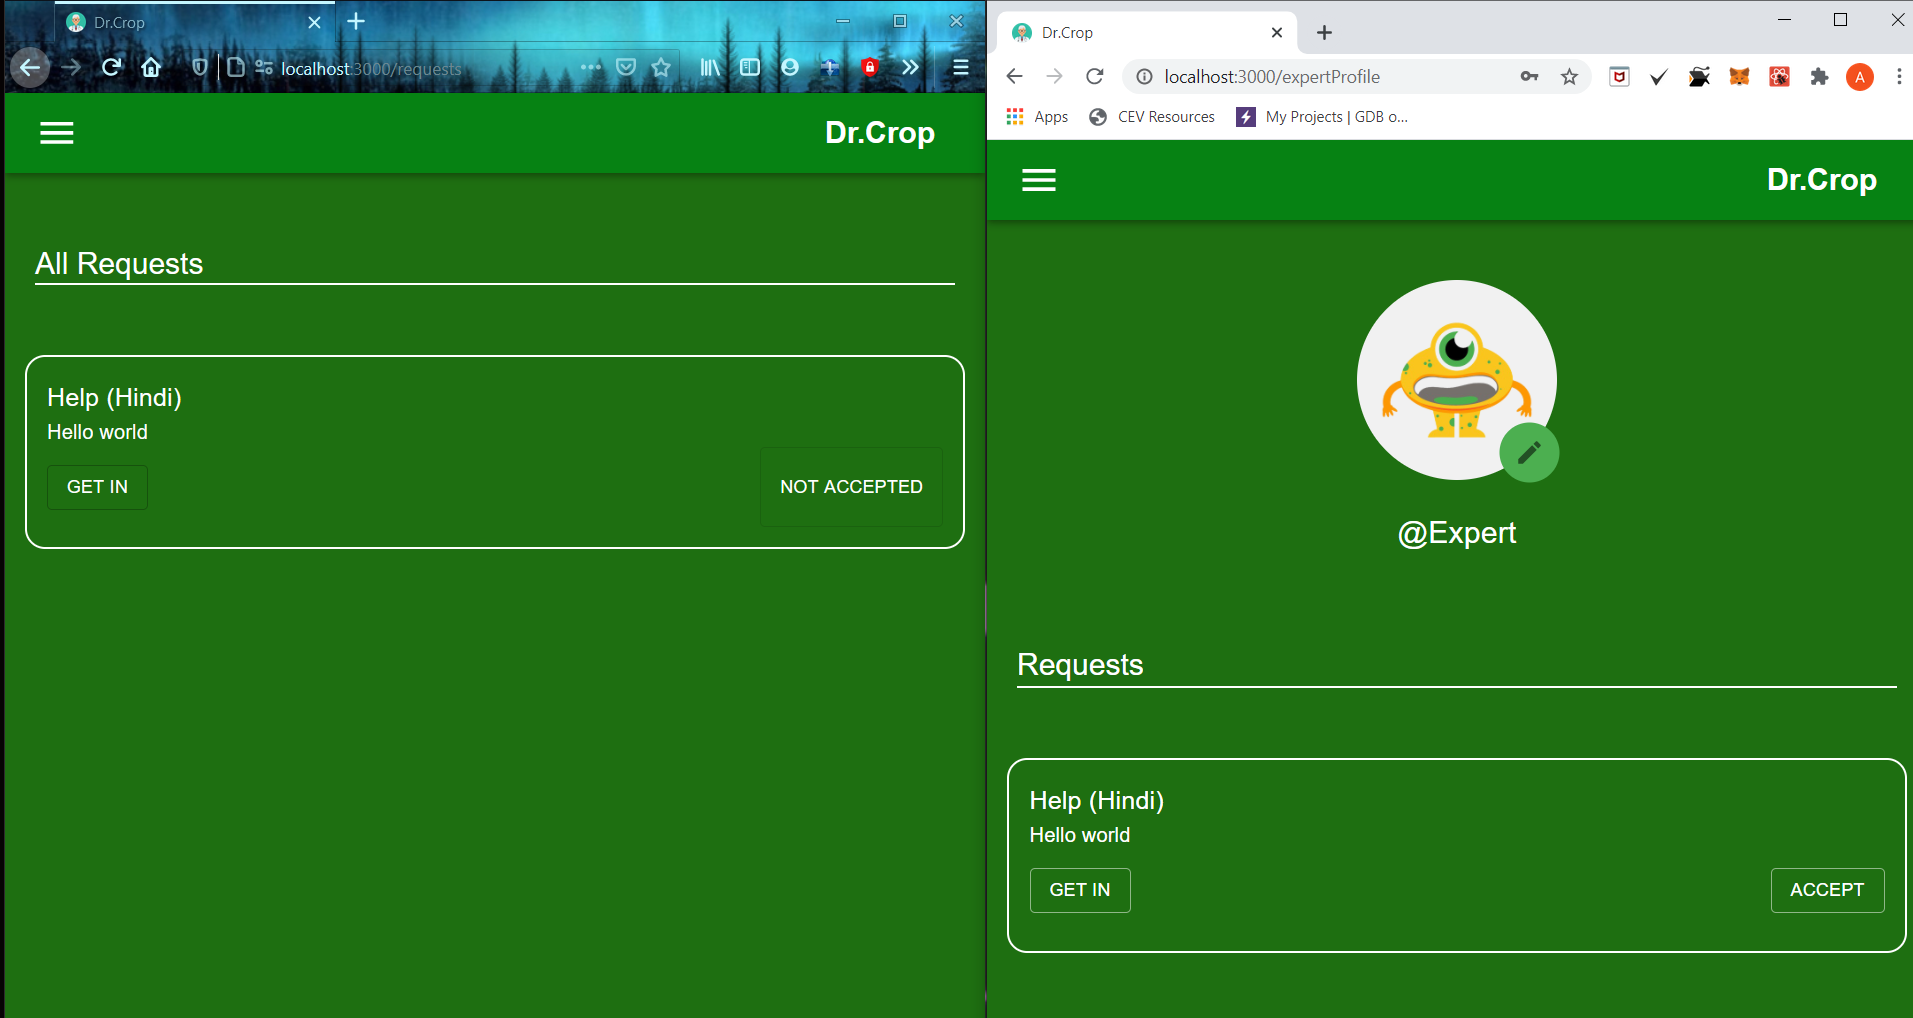 Dr.Crop
localhost:3000/requests
Dr.Crop
All Requests
Help (Hindi)
Hello world
GET IN
NOT ACCEPTED
Dr.Crop
localhost:3000/expertProfile
A
Apps
CEV Resources
My Projects | GDB o...
Dr.Crop
@Expert
Requests
Help (Hindi)
Hello world
GET IN
ACCEPT